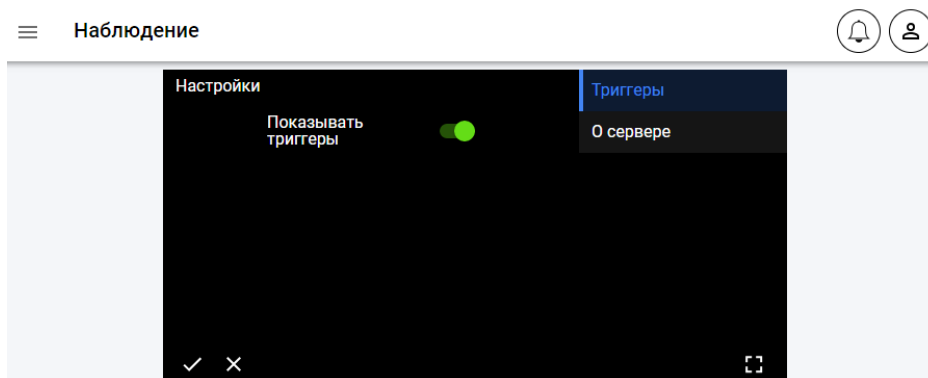 Наблюдение
Настройки
Триггеры
Показывать
триггеры
О сервере